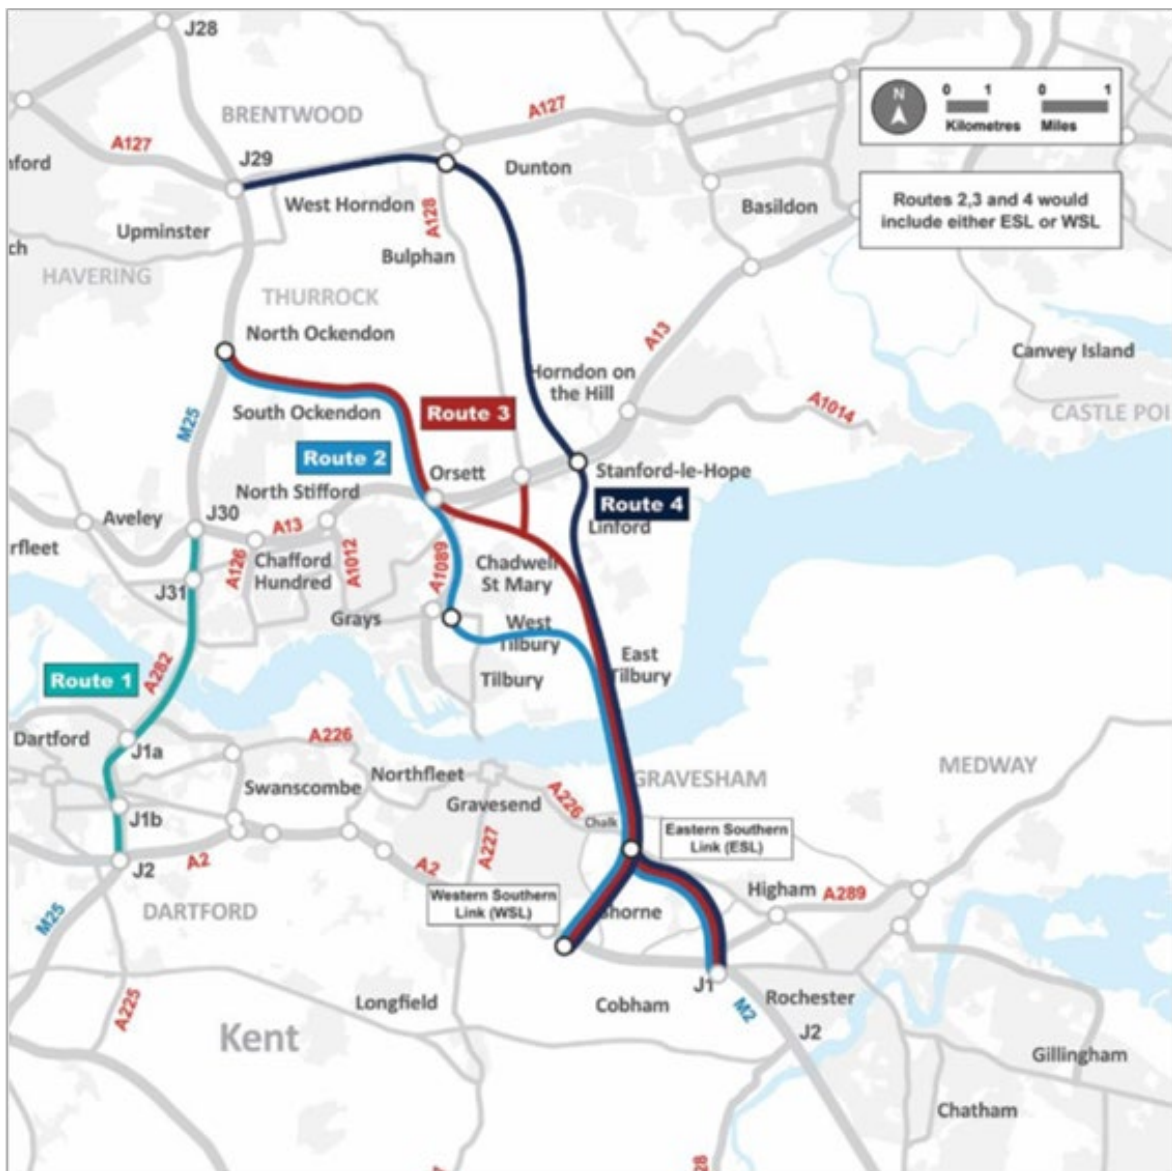 J28
BRENTWOOD
A127
A127
J29
N
0 1
Kilometres
0 1
Miles
Dunton
West Horndon
A128
Basildon
Routes 2,3 and 4 would
include either ESL or WSL
Upminster
Bulphan
HAVERING
THURROCK
North Ockendon
A13
Canvey Island
Horndon on
the Hill
M25
South Ockendon
Route 3
A1014
CASTLE POI
Route 2
Orsett
Stanford-le-Hope
North Stifford
Route 4
Aveley
J30
A13
Linford
rfleet
A126
Chafford
Hundred
A1012
A1089
Chadwell
St Mary
J31
Grays
West
Tilbury
A282
East
Tilbury
Route 1
Tilbury
Dartford
J1a
A226
Northfleet
GRAVESHAM
MEDWAY
Swanscombe
Gravesend
A226
J1b
Chalk
Eastern Southern
Link (ESL)
A227
J2
A2
A2
Higham
A289
Western Southern
Link (WSL)
M25
DARTFORD
horne
J1
Longfield
Cobham
M2
Rochester
A225
J2
Kent
Gillingham
Chatham